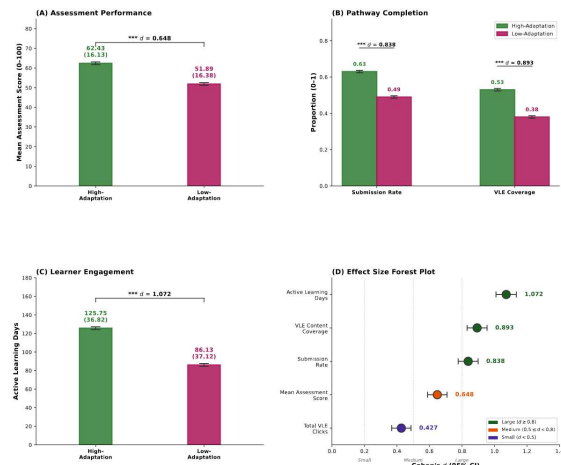 (A) Assessment Performance
Mean Assessment Score (0-100)
80
70
60
50
40
30
20
10
0
*** d = 0.648
62.43
(16.13)
51.89
(16.38)
High-
Adaptation
Low-
Adaptation
(B) Pathway Completion
High-Adaptation
Low-Adaptation
Proportion (0–1)
0.8
0.6
0.4
0.2
0.0
*** d = 0.838
0.63
0.49
*** d = 0.893
0.53
0.38
Submission Rate
VLE Coverage
(C) Learner Engagement
Active Learning Days
180
160
140
120
100
80
60
40
20
0
*** d = 1.072
125.75
(36.82)
86.13
(37.12)
High-
Adaptation
Low-
Adaptation
(D) Effect Size Forest Plot
Active Learning
Days
1.072
VLE Content
Coverage
0.893
Submission
Rate
0.838
Mean Assessment
Score
0.648
Total VLE
Clicks
0.427
Large (d ≥ 0.8)
Medium (0.5 ≤ d < 0.8)
Small (d < 0.5)
0.0
0.2
0.4
0.6
0.8
1.0
1.2
Small
Medium
Large